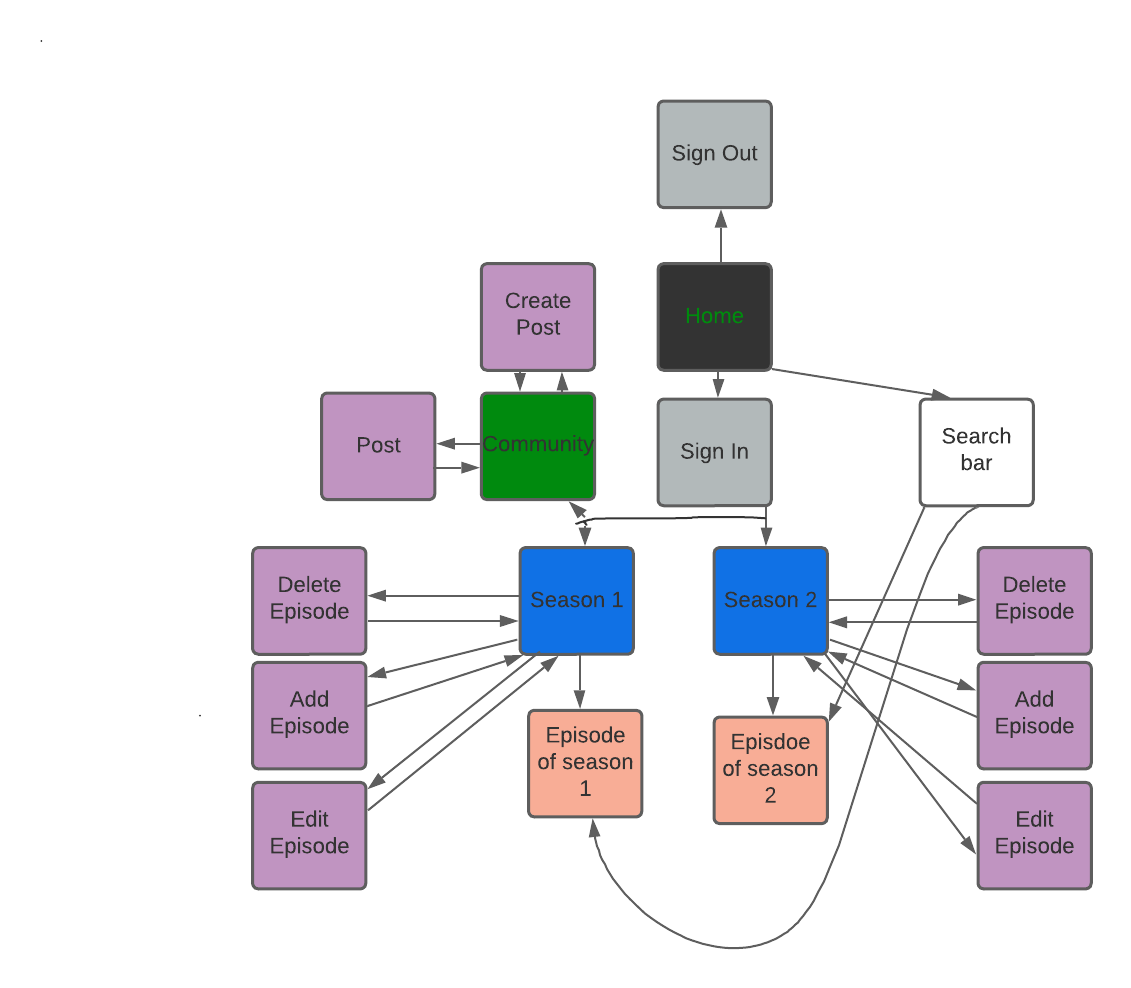 Sign Out
Create
Post
Home
Post
Community
Sign In
Search
bar
Delete
Episode
Season 1
Season 2
Delete
Episode
Add
Episode
Episode
of season
1
Episdoe
of season
2
Add
Episode
Edit
Episode
Edit
Episode